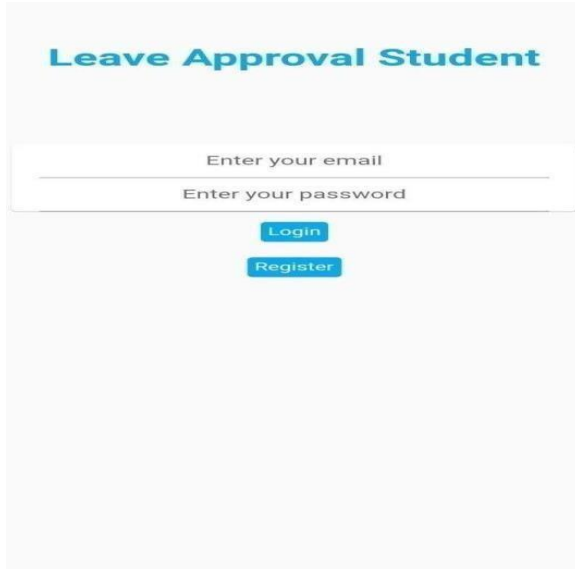 Leave Approval Student
Enter your email
Enter your password
Login
Register